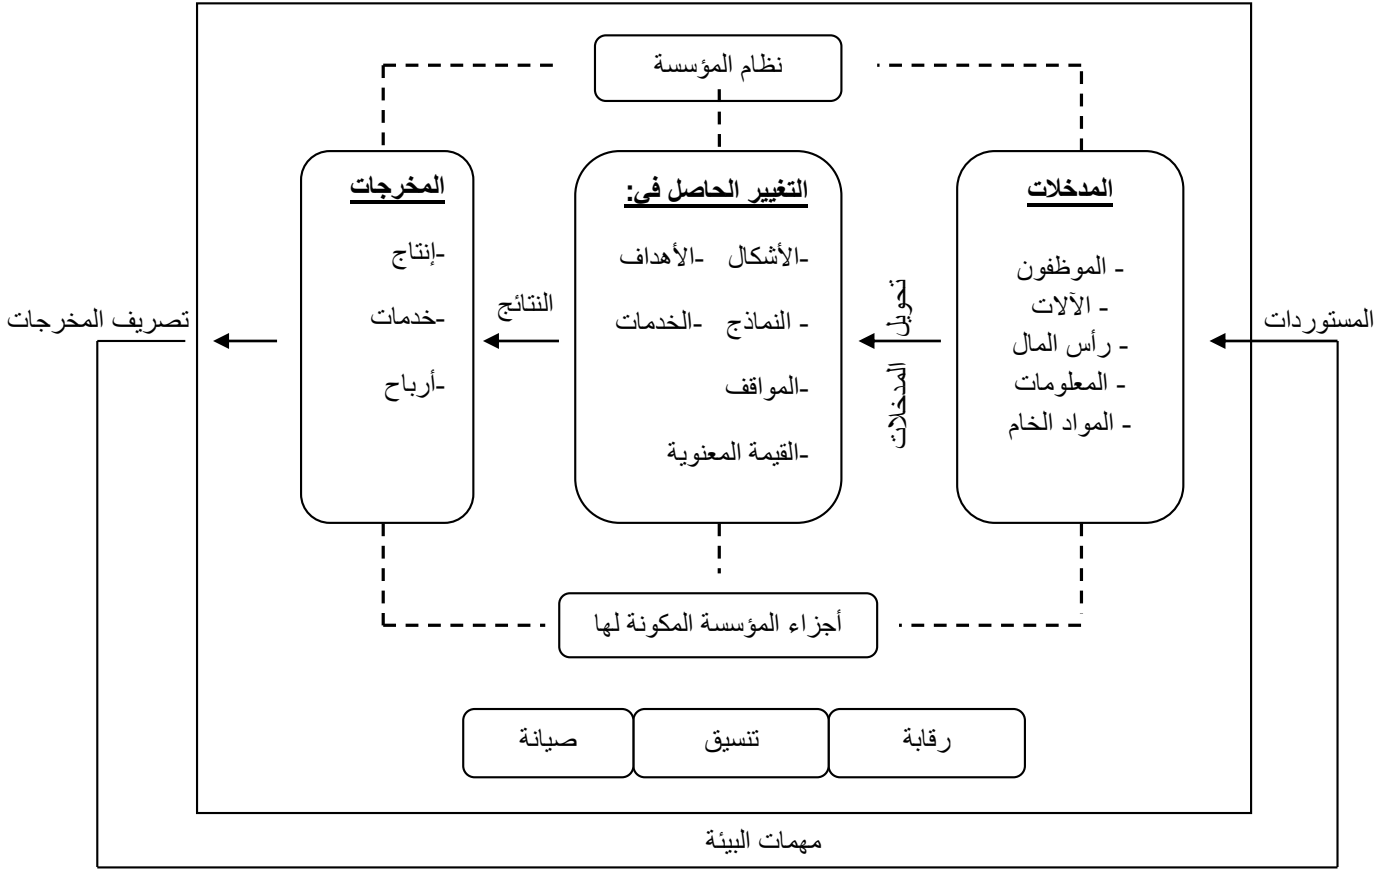 نظام المؤسسة
المدخلات
- الموظفون
- الآلات
- رأس المال
- المعلومات
- المواد الخام
التغيير الحاصل في:
-الأشكال -الأهداف
- النماذج -الخدمات
-المواقف
-القيمة المعنوية
المخرجات
-إنتاج
-خدمات
-أرباح
المستوردات
تحويل المدخلات
النتائج
تصريف المخرجات
أجزاء المؤسسة المكونة لها
رقابة
تنسيق
صيانة
مهمات البيئة